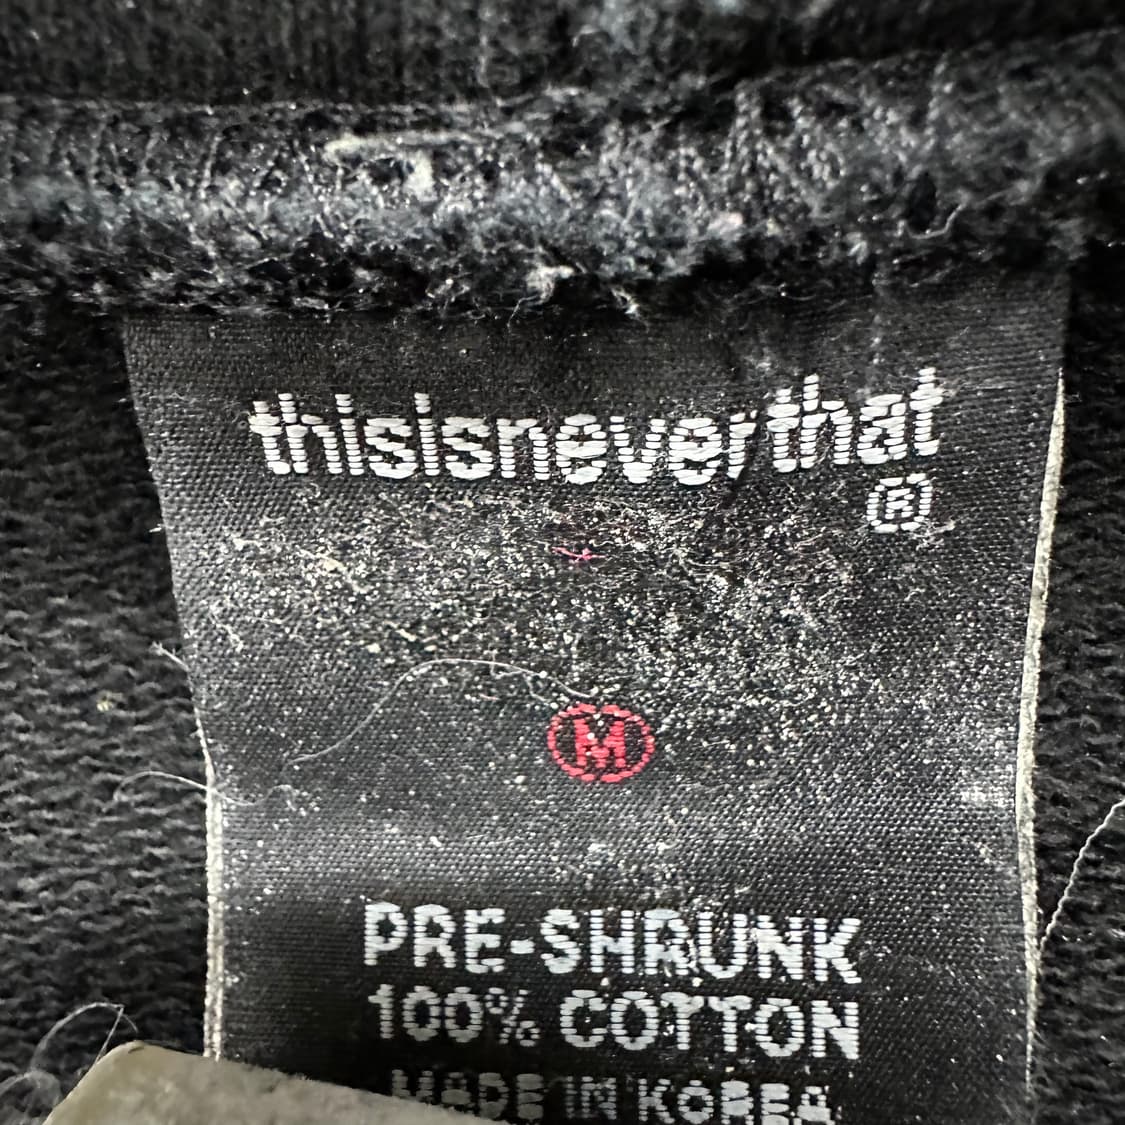 thisisneverthat
®
M
PRE-SHRUNK
100% COTTON
MADE IN KOREA